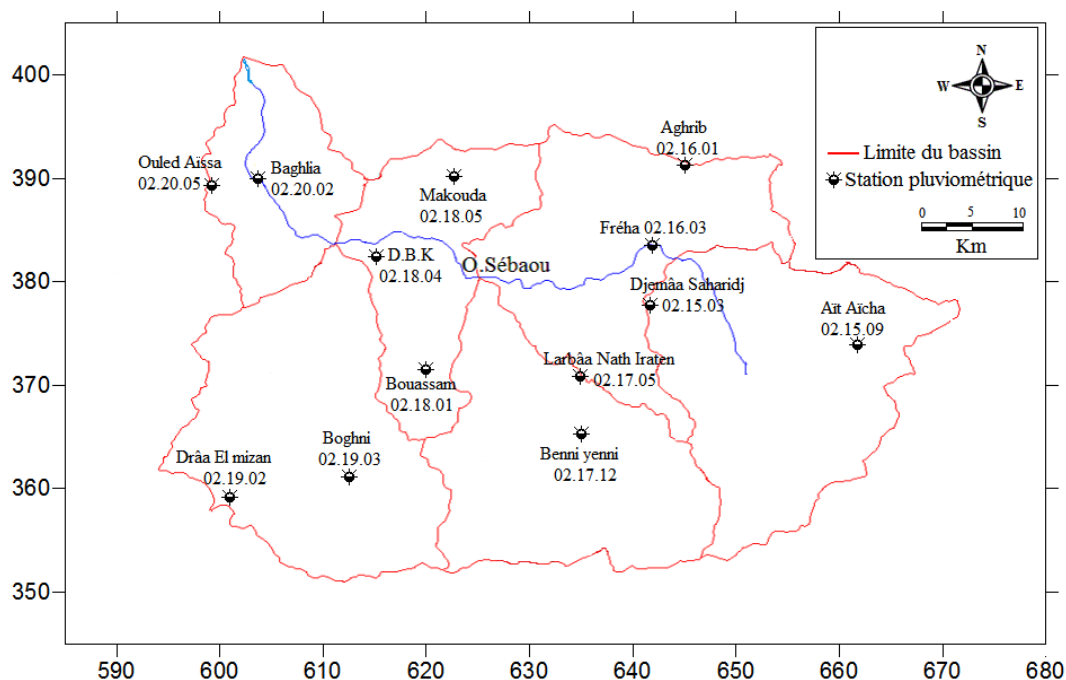 400
390
380
370
360
350
590
600
610
620
630
640
650
660
670
680
Ouled Aïssa
02.20.05
Baghlia
02.20.02
Makouda
02.18.05
Aghrib
02.16.01
D.B.K
02.18.04
O.Sébaou
Fréha 02.16.03
Djemâa Saharidj
02.15.03
Aït Aïcha
02.15.09
Larbâa Nath Iraten
02.17.05
Bouassam
02.18.01
Boghni
02.19.03
Drâa El mizan
02.19.02
Benni yenni
02.17.12
N
W E
S
Limite du bassin
Station pluviométrique
0 5 10
Km